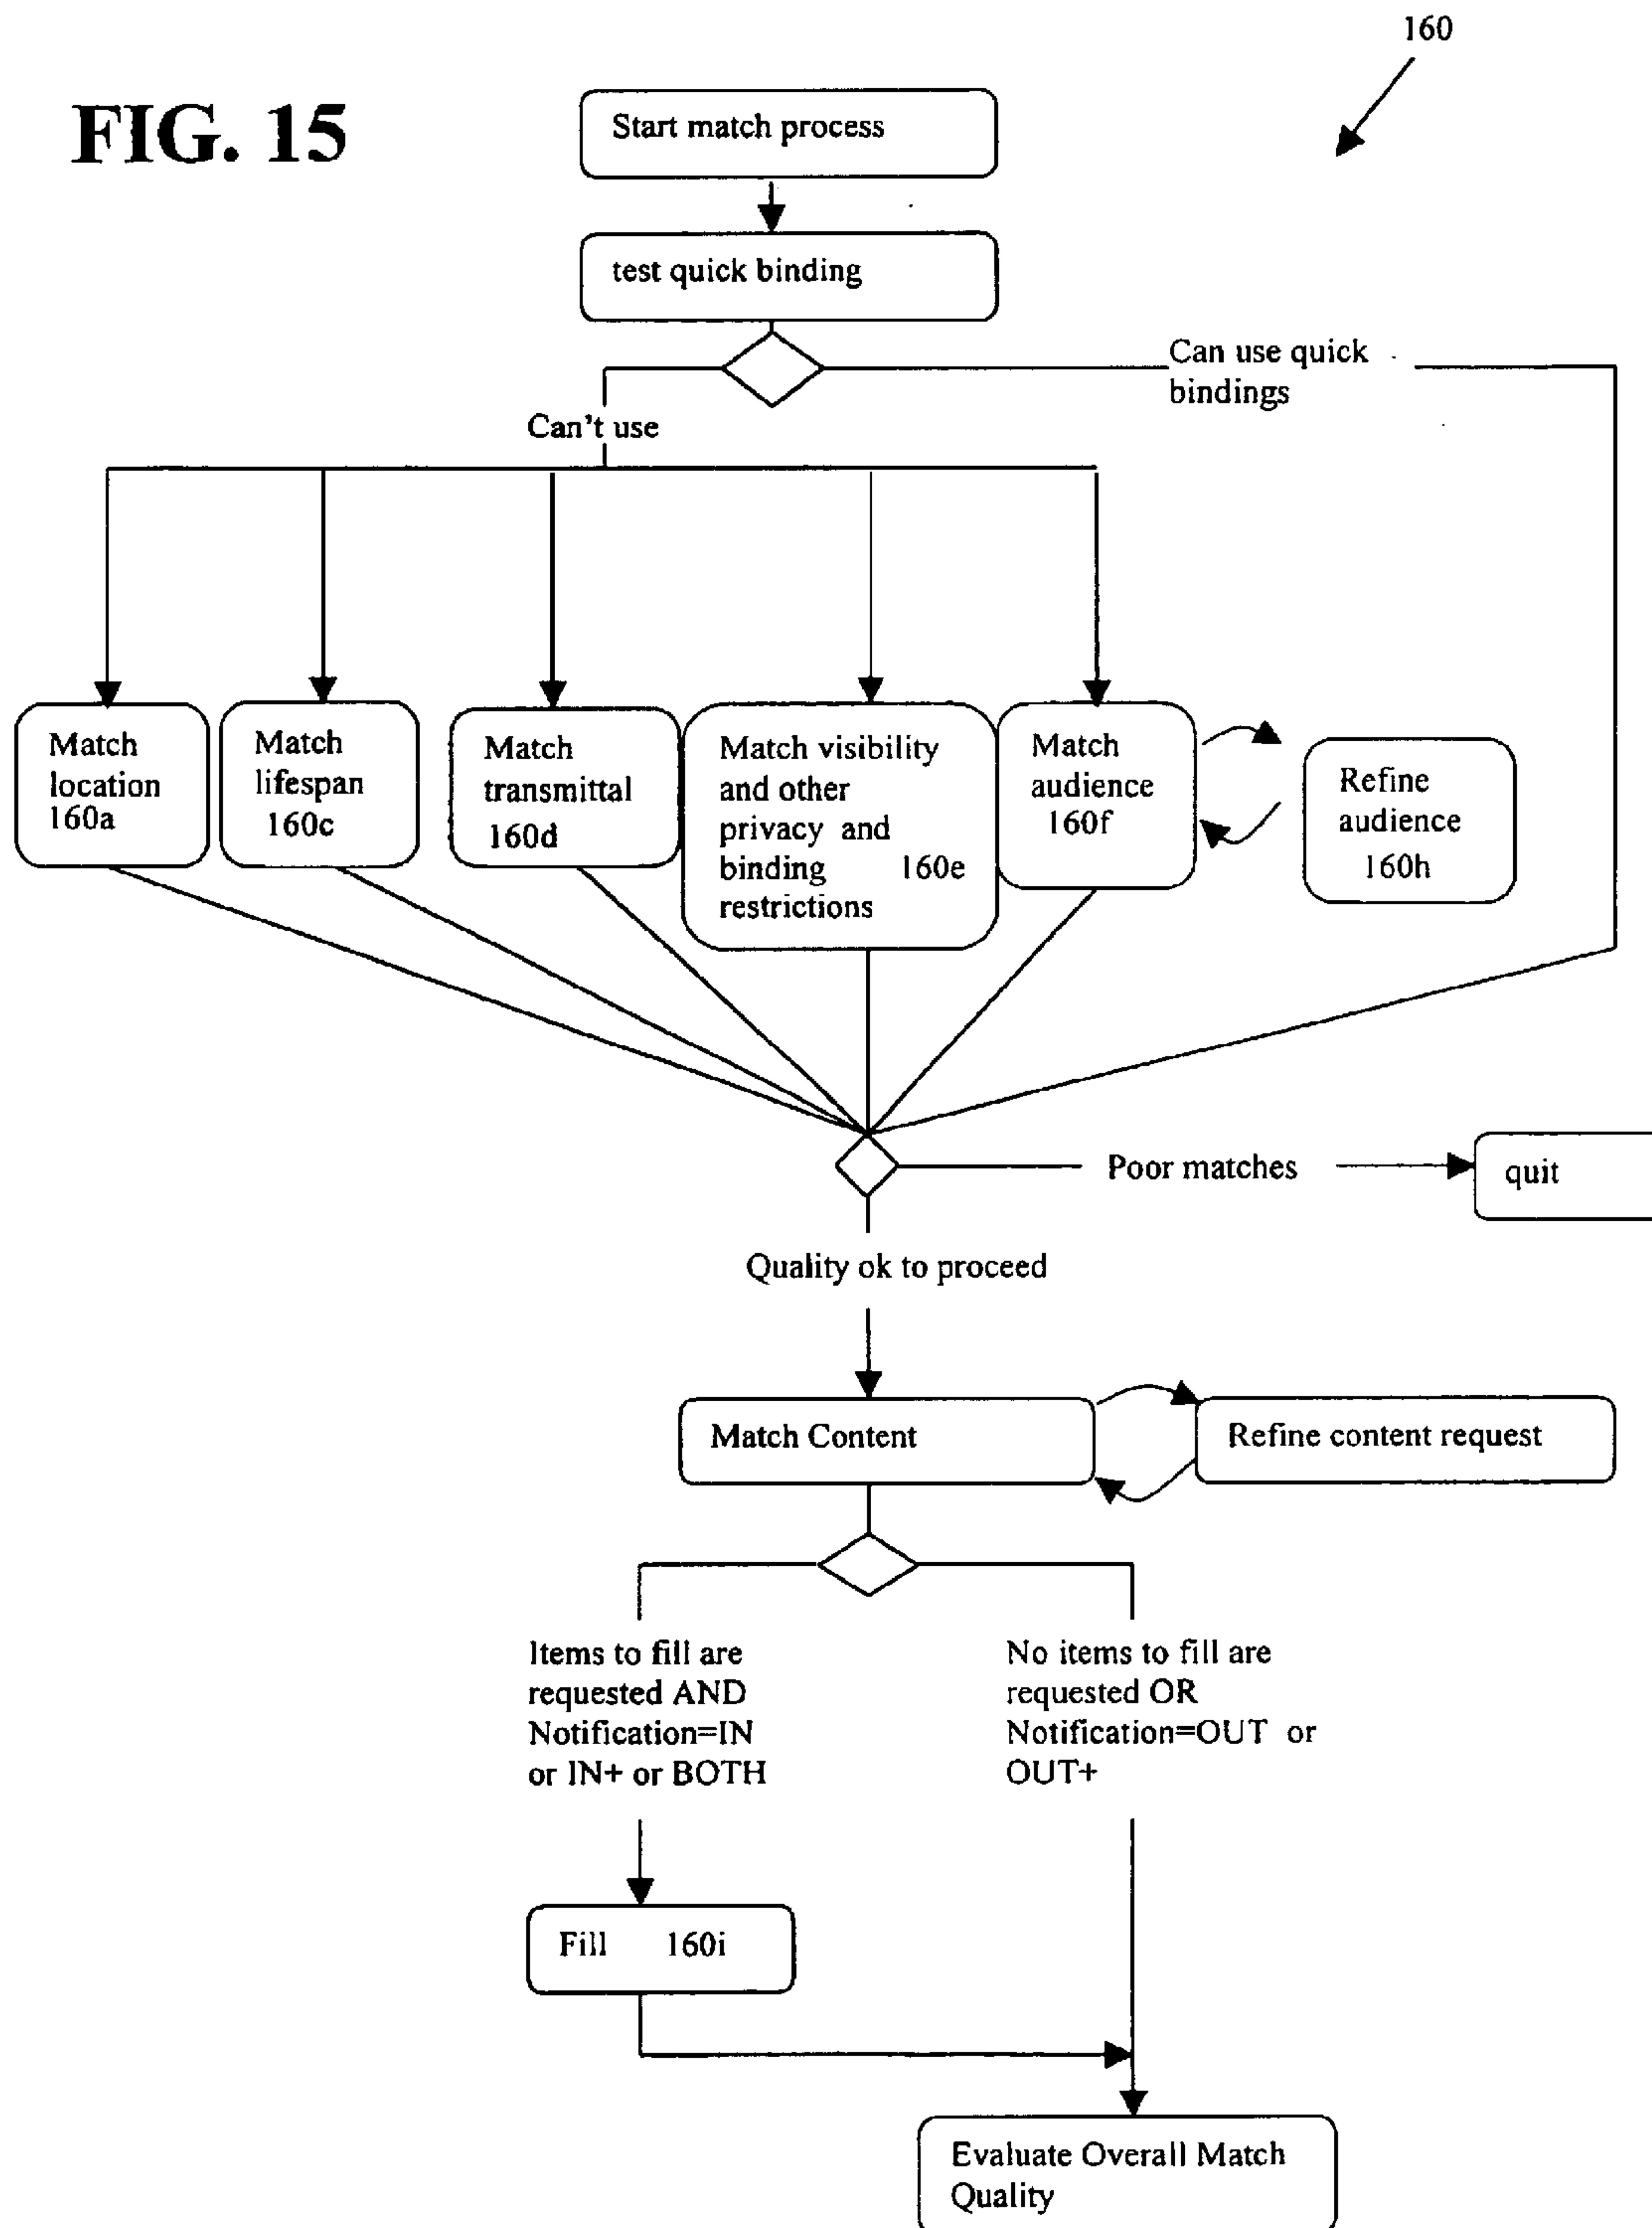 160
FIG. 15
Start match process
test quick binding
Can use quick
bindings
Can't use
Match
location
160a
Match
lifespan
160c
Match
transmittal
160d
Match visibility
and other
privacy and
binding 160e
restrictions
Match
audience
160f
Refine
audience
160h
Poor matches
quit
Quality ok to proceed
Match Content
Refine content request
Items to fill are
requested AND
Notification=IN
or IN+ or BOTH
No items to fill are
requested OR
Notification=OUT or
OUT+
Fill 160i
Evaluate Overall Match
Quality